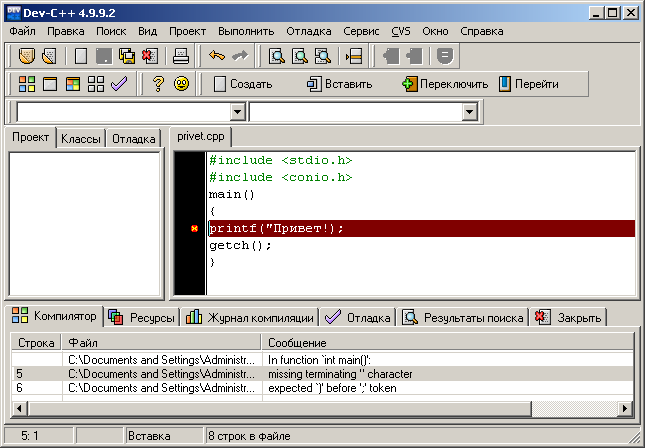 Dev-C++ 4.9.9.2
Файл Правка Поиск Вид Проект Выполнить Отладка Сервис CVS Окно Справка
Создать Вставить Переключить Перейти
Проект Классы Отладка privet.cpp
#include <stdio.h>
#include <conio.h>
main()
{
printf("Привет!);
getch();
}
Компилятор Ресурсы Журнал компиляции Отладка Результаты поиска Закрыть
Строка Файл Сообщение
C:\Documents and Settings\Administr... In function `int main()':
5 C:\Documents and Settings\Administr... missing terminating '' character
6 C:\Documents and Settings\Administr... expected `)' before ';' token
5: 1 Вставка 8 строк в файле